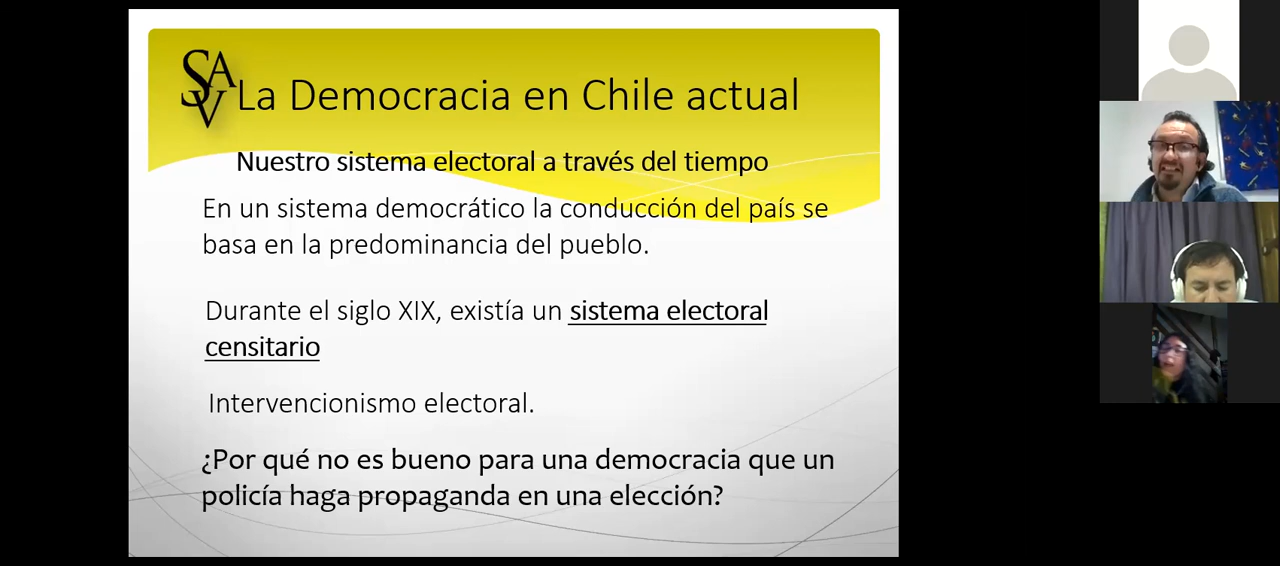 SAV
La Democracia en Chile actual
Nuestro sistema electoral a través del tiempo
En un sistema democrático la conducción del país se
basa en la predominancia del pueblo.
Durante el siglo XIX, existía un sistema electoral
censitario
Intervencionismo electoral.
¿Por qué no es bueno para una democracia que un
policía haga propaganda en una elección?